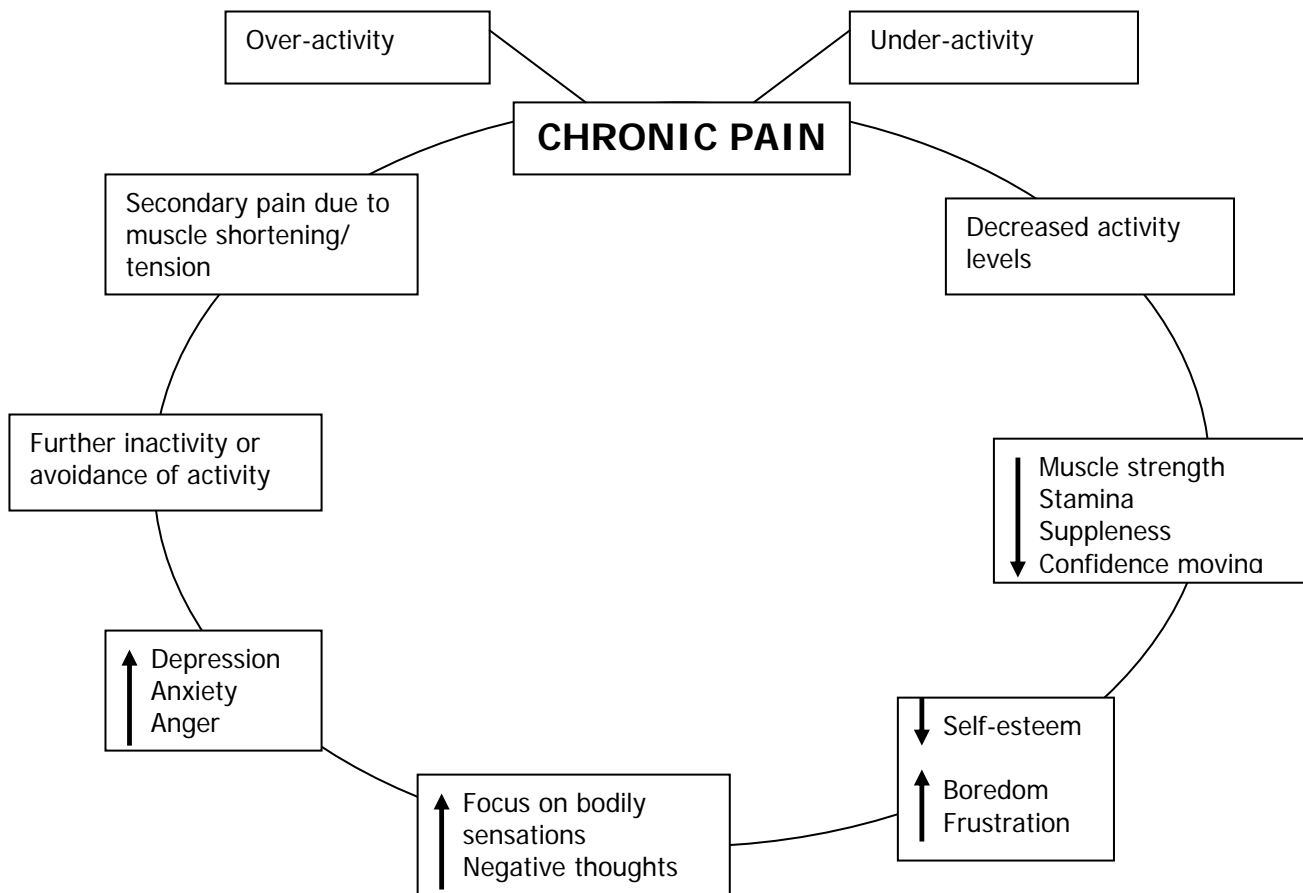 Over-activity
Under-activity
CHRONIC PAIN
Secondary pain due to
muscle shortening/
tension
Decreased activity
levels
Further inactivity or
avoidance of activity
Muscle strength
Stamina
Suppleness
Confidence moving
Depression
Anxiety
Anger
Self-esteem
Boredom
Frustration
Focus on bodily
sensations
Negative thoughts